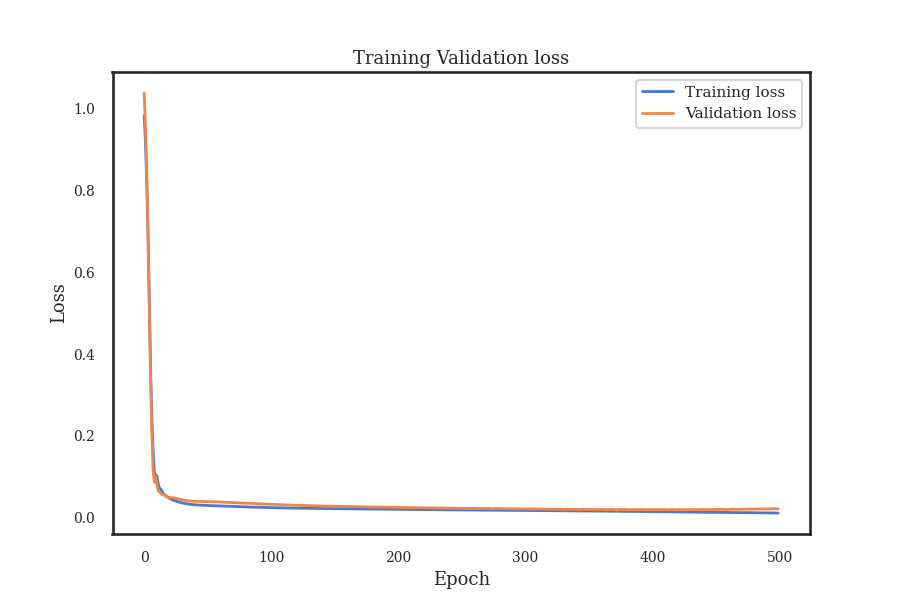 Training Validation loss
Training loss
Validation loss
1.0
0.8
0.6
0.4
0.2
0.0
Loss
0 100 200 300 400 500
Epoch